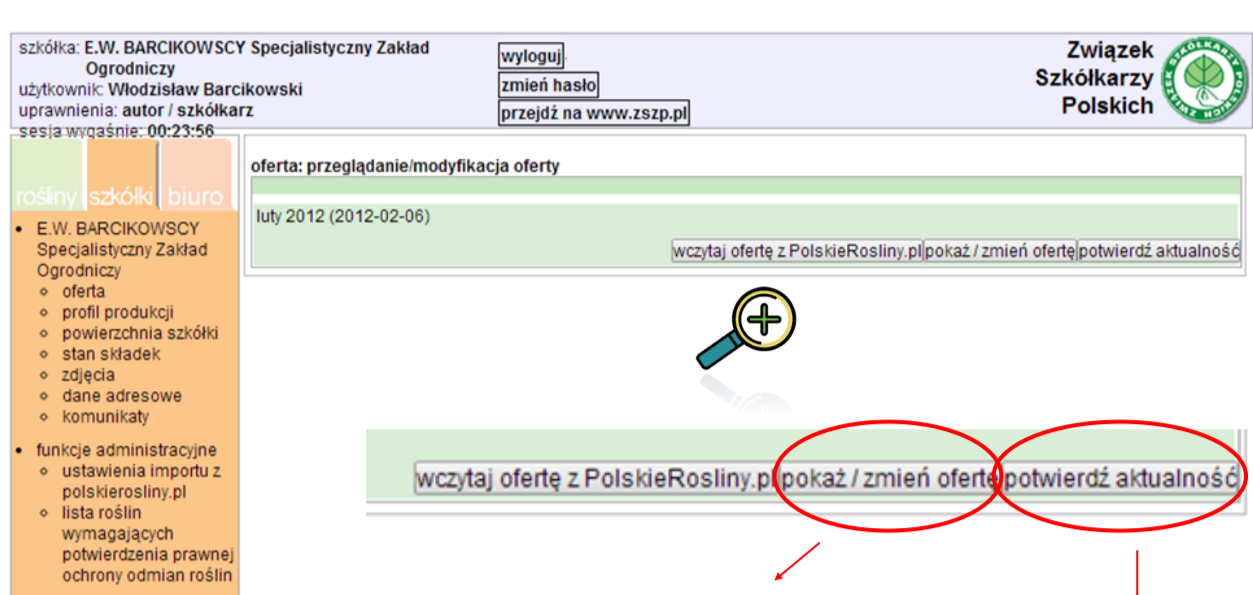 szkółka: E.W. BARCIKOWSCY Specjalistyczny Zakład
Ogrodniczy
użytkownik: Włodzisław Barcikowski
uprawnienia: autor / szkółkarz
sesja wygaśnie: 00:23:56
wyloguj
zmień hasło
przejdź na www.zszp.pl
Związek
Szkółkarzy
Polskich
ZWIĄZEK SZKÓŁKARZY POLSKICH
rośliny szkółki biuro
E.W. BARCIKOWSCY
Specjalistyczny Zakład
Ogrodniczy
oferta
profil produkcji
powierzchnia szkółki
stan składek
zdjęcia
dane adresowe
komunikaty
funkcje administracyjne
ustawienia importu z
polskierosliny.pl
lista roślin
wymagających
potwierdzenia prawnej
ochrony odmian roślin
oferta: przeglądanie/modyfikacja oferty
luty 2012 (2012-02-06)
wczytaj ofertę z PolskieRosliny.pl pokaż / zmień ofertę potwierdź aktualność
wczytaj ofertę z PolskieRosliny.pl pokaż / zmień ofertę potwierdź aktualność